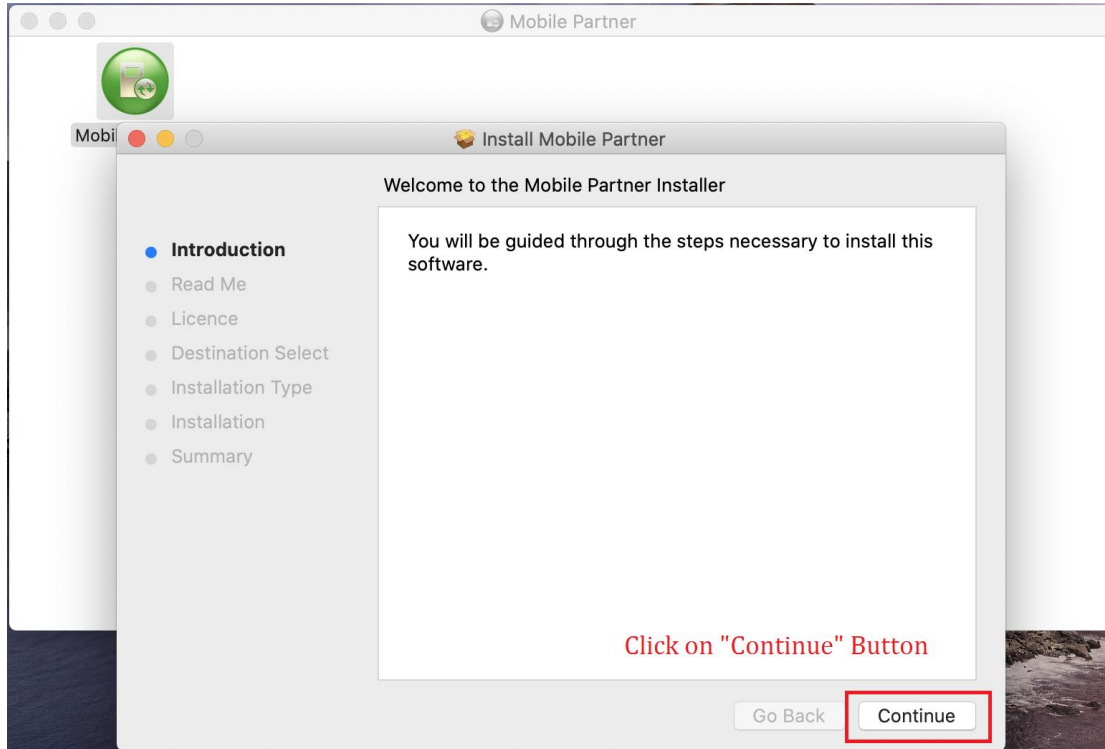 Mobile Partner
Mobi
Install Mobile Partner
Welcome to the Mobile Partner Installer
Introduction
Read Me
Licence
Destination Select
Installation Type
Installation
Summary
You will be guided through the steps necessary to install this
software.
Click on "Continue" Button
Go Back
Continue